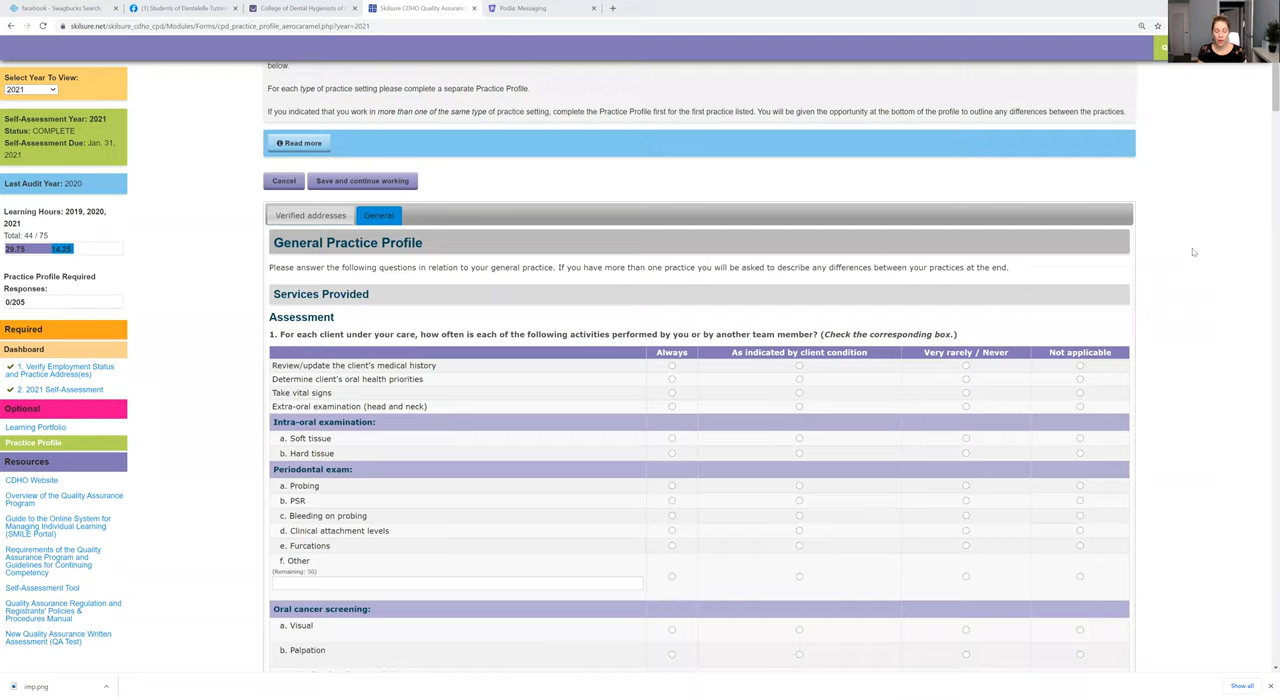 facebook - Swagbucks Search
(1) Students of Dentalelle Tutori
College of Dental Hygienists of
Skilsure CDHO Quality Assuranc
Podlar Messaging
skilsure.net/skilsure_cdho_cpd/Modules/Forms/cpd_practice_profile_aerocaramel.php?year=2021
Select Year To View:
2021
Self-Assessment Year: 2021
Status: COMPLETE
Self-Assessment Due: Jan. 31,
2021
Last Audit Year: 2020
Learning Hours: 2019, 2020,
2021
Total: 44 / 75
29.75 14.25
Practice Profile Required
Responses:
0/205
Required
Dashboard
1. Verify Employment Status
and Practice Address(es)
2. 2021 Self-Assessment
Optional
Learning Portfolio
Practice Profile
Resources
CDHO Website
Overview of the Quality Assurance
Program
Guide to the Online System for
Managing Individual Learning
(SMILE Portal)
Requirements of the Quality
Assurance Program and
Guidelines for Continuing
Competency
Self-Assessment Tool
Quality Assurance Regulation and
Registrants' Policies &
Procedures Manual
New Quality Assurance Written
Assessment (QA Test)
below.
For each type of practice setting please complete a separate Practice Profile.
If you indicated that you work in more than one of the same type of practice setting, complete the Practice Profile first for the first practice listed. You will be given the opportunity at the bottom of the profile to outline any differences between the practices.
Read more
Cancel Save and continue working
Verified addresses General
General Practice Profile
Please answer the following questions in relation to your general practice. If you have more than one practice you will be asked to describe any differences between your practices at the end.
Services Provided
Assessment
1. For each client under your care, how often is each of the following activities performed by you or by another team member? (Check the corresponding box.)
Always As indicated by client condition Very rarely / Never Not applicable
Review/update the client's medical history
Determine client's oral health priorities
Take vital signs
Extra-oral examination (head and neck)
Intra-oral examination:
a. Soft tissue
b. Hard tissue
Periodontal exam:
a. Probing
b. PSR
c. Bleeding on probing
d. Clinical attachment levels
e. Furcations
f. Other
(Remaining: 50)
Oral cancer screening:
a. Visual
b. Palpation
imp.png
Show all